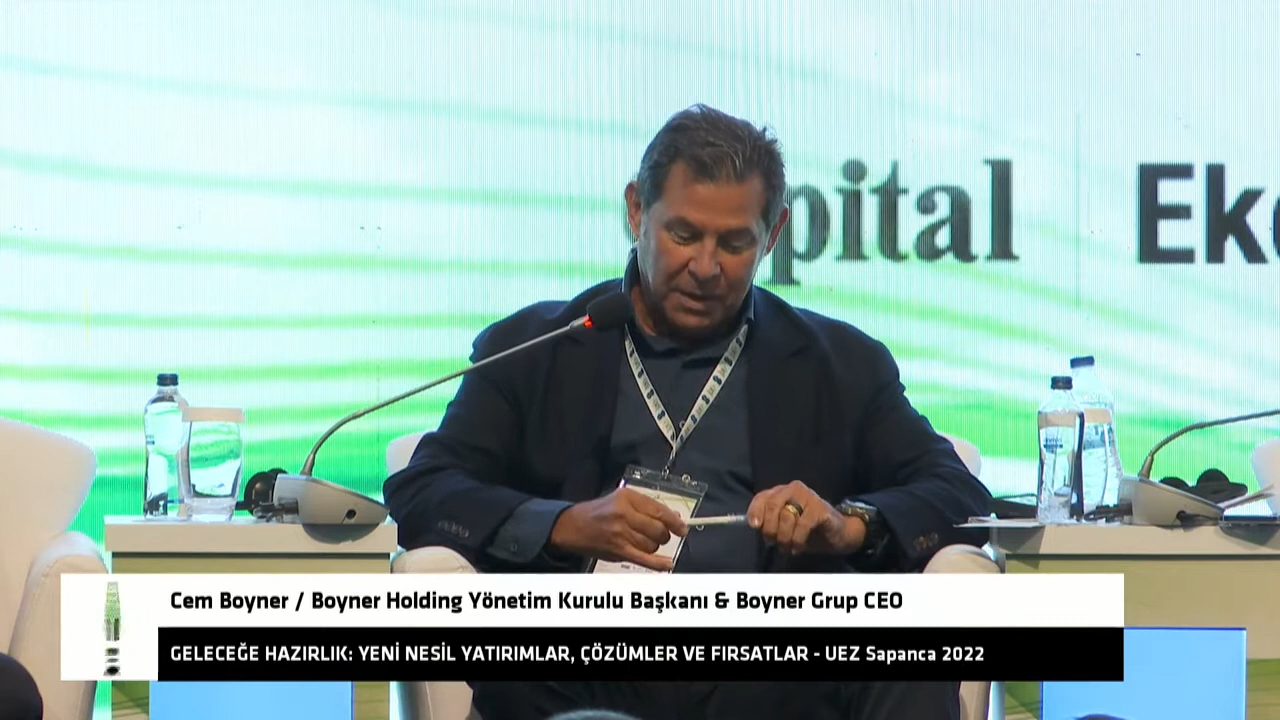 pital
Ek
Cem Boyner / Boyner Holding Yönetim Kurulu Başkanı & Boyner Grup CEO
GELECEĞE HAZIRLIK: YENİ NESİL YATIRIMLAR, ÇÖZÜMLER VE FIRSATLAR - UEZ Sapanca 2022